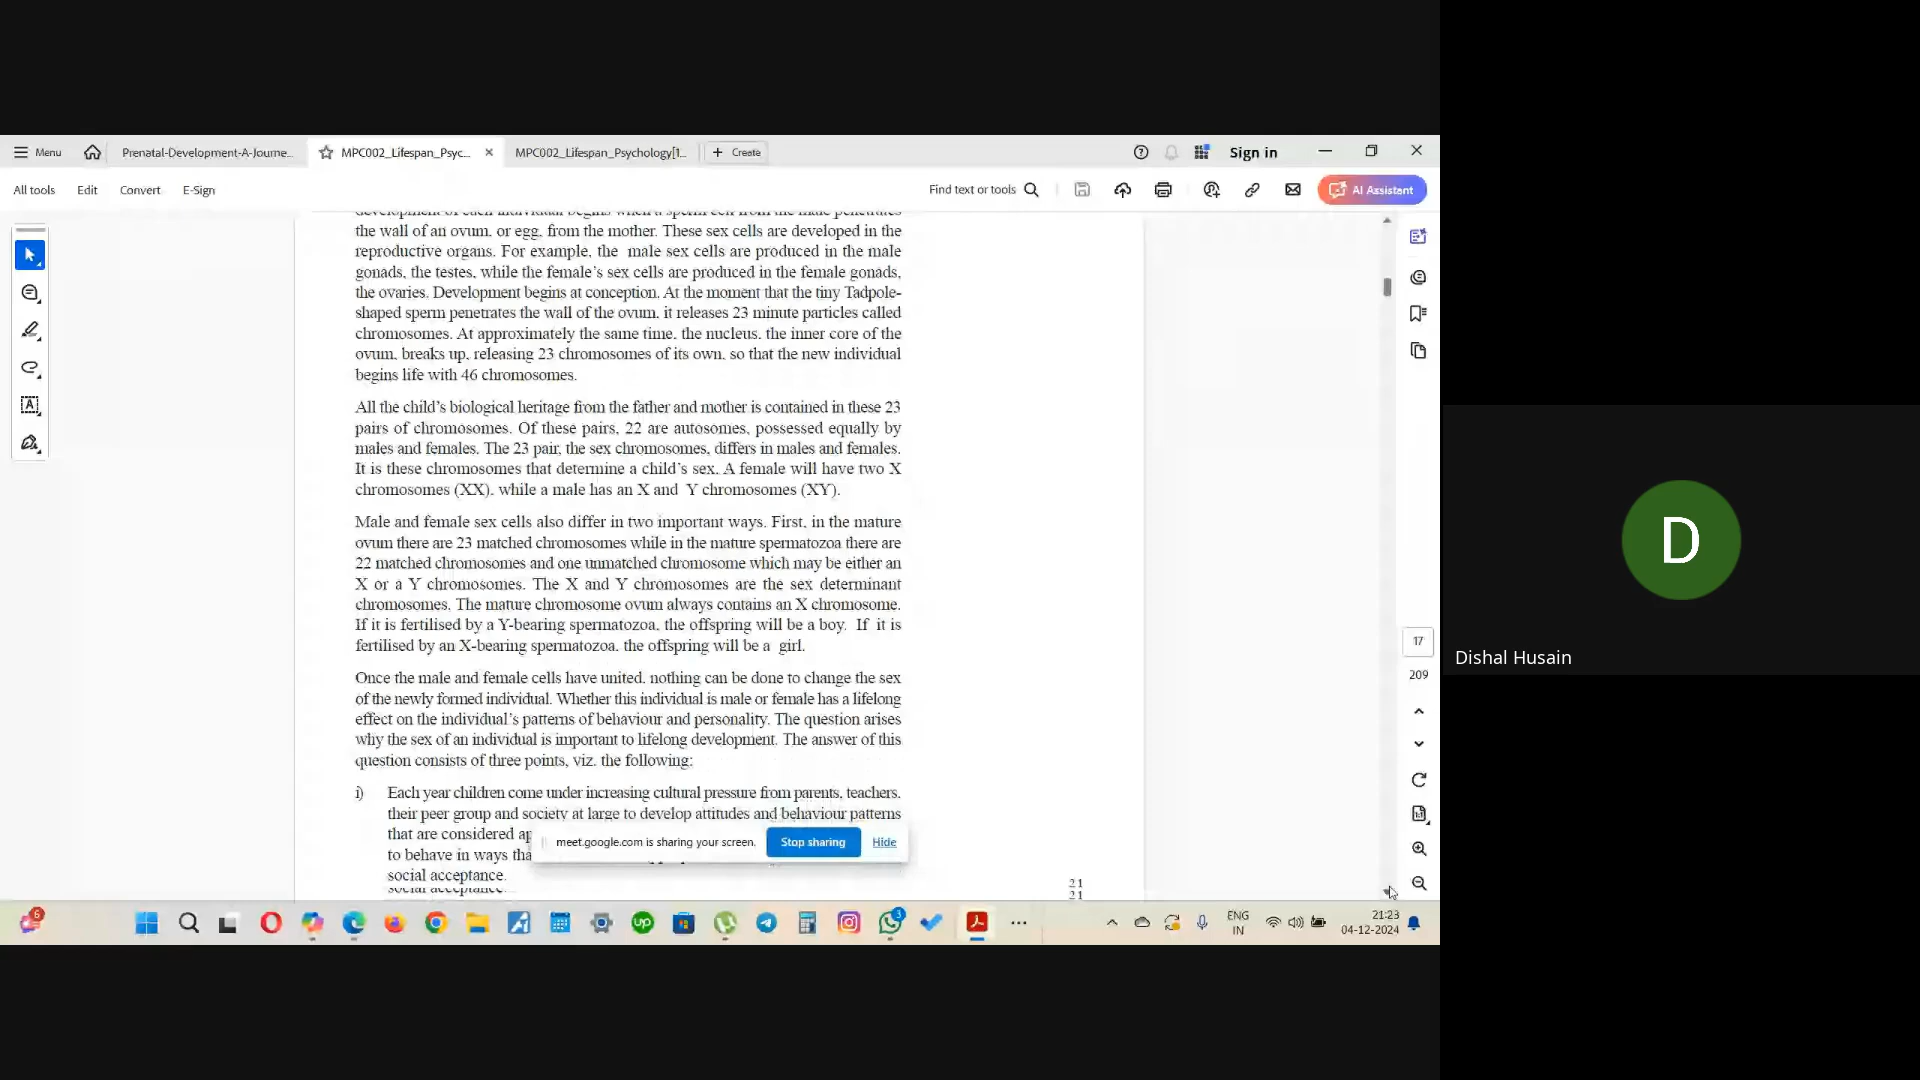 Menu
Prenatal-Development-A-Journe...
MPC002_Lifespan_Psyc...
MPC002_Lifespan_Psychology[1...
Create
Sign in
All tools
Edit
Convert
E-Sign
Find text or tools
AI Assistant
development of each individual begins when a sperm cell from the male penetrates
the wall of an ovum, or egg, from the mother. These sex cells are developed in the
reproductive organs. For example, the male sex cells are produced in the male
gonads, the testes, while the female's sex cells are produced in the female gonads,
the ovaries. Development begins at conception. At the moment that the tiny Tadpole-
shaped sperm penetrates the wall of the ovum, it releases 23 minute particles called
chromosomes. At approximately the same time, the nucleus, the inner core of the
ovum, breaks up, releasing 23 chromosomes of its own, so that the new individual
begins life with 46 chromosomes.
All the child's biological heritage from the father and mother is contained in these 23
pairs of chromosomes. Of these pairs, 22 are autosomes, possessed equally by
males and females. The 23 pair, the sex chromosomes, differs in males and females.
It is these chromosomes that determine a child's sex. A female will have two X
chromosomes (XX), while a male has an X and Y chromosomes (XY).
Male and female sex cells also differ in two important ways. First, in the mature
ovum there are 23 matched chromosomes while in the mature spermatozoa there are
22 matched chromosomes and one unmatched chromosome which may be either an
X or a Y chromosomes. The X and Y chromosomes are the sex determinant
chromosomes. The mature chromosome ovum always contains an X chromosome.
If it is fertilised by a Y-bearing spermatozoa, the offspring will be a boy. If it is
fertilised by an X-bearing spermatozoa, the offspring will be a girl.
Once the male and female cells have united, nothing can be done to change the sex
of the newly formed individual. Whether this individual is male or female has a lifelong
effect on the individual's patterns of behaviour and personality. The question arises
why the sex of an individual is important to lifelong development. The answer of this
question consists of three points, viz. the following:
i) Each year children come under increasing cultural pressure from parents, teachers,
their peer group and society at large to develop attitudes and behaviour patterns
that are considered ap
to behave in ways tha
social acceptance.
social acceptance.
21
21
meet.google.com is sharing your screen.
Stop sharing
Hide
17
209
D
Dishal Husain
6
up
3
ENG
IN
21:23
04-12-2024